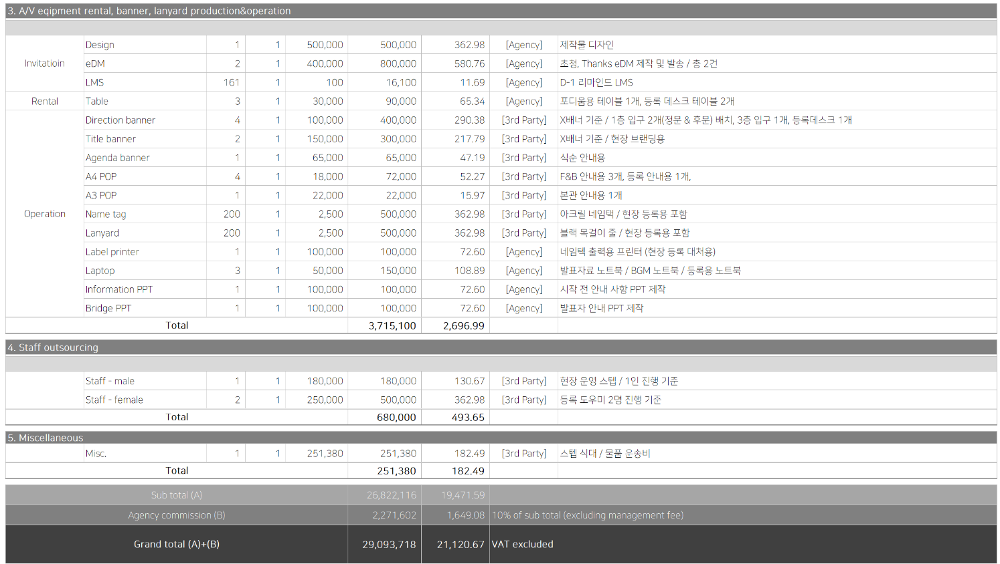 3. A/V eqipment rental, banner, lanyard production&operation
Invitatioin
Design 1 1 500,000 500,000 362.98 [Agency] 제작물 디자인
eDM 2 1 400,000 800,000 580.76 [Agency] 초청, Thanks eDM 제작 및 발송 / 총 2건
LMS 161 1 100 16,100 11.69 [Agency] D-1 리마인드 LMS
Rental Table 3 1 30,000 90,000 65.34 [Agency] 포디움용 테이블 1개, 등록 데스크 테이블 2개
Operation
Direction banner 4 1 100,000 400,000 290.38 [3rd Party] X배너 기준 / 1층 입구 2개(정문 & 후문) 배치, 3층 입구 1개, 등록데스크 1개
Title banner 2 1 150,000 300,000 217.79 [3rd Party] X배너 기준 / 현장 브랜딩용
Agenda banner 1 1 65,000 65,000 47.19 [3rd Party] 식순 안내용
A4 POP 4 1 18,000 72,000 52.27 [3rd Party] F&B 안내용 3개, 등록 안내용 1개,
A3 POP 1 1 22,000 22,000 15.97 [3rd Party] 본관 안내용 1개
Name tag 200 1 2,500 500,000 362.98 [3rd Party] 아크릴 네임택 / 현장 등록용 포함
Lanyard 200 1 2,500 500,000 362.98 [3rd Party] 블랙 목걸이 줄 / 현장 등록용 포함
Label printer 1 1 100,000 100,000 72.60 [Agency] 네임텍 출력용 프린터 (현장 등록 대처용)
Laptop 3 1 50,000 150,000 108.89 [Agency] 발표자료 노트북 / BGM 노트북 / 등록용 노트북
Information PPT 1 1 100,000 100,000 72.60 [Agency] 시작 전 안내 사항 PPT 제작
Bridge PPT 1 1 100,000 100,000 72.60 [Agency] 발표자 안내 PPT 제작
Total 3,715,100 2,696.99
4. Staff outsourcing
Staff - male 1 1 180,000 180,000 130.67 [3rd Party] 현장 운영 스텝 / 1인 진행 기준
Staff - female 2 1 250,000 500,000 362.98 [3rd Party] 등록 도우미 2명 진행 기준
Total 680,000 493.65
5. Miscellaneous
Misc. 1 1 251,380 251,380 182.49 [3rd Party] 스텝 식대 / 물품 운송비
Total 251,380 182.49
Sub total (A) 26,822,116 19,471.59
Agency commission (B) 2,271,602 1,649.08 10% of sub total (excluding management fee)
Grand total (A)+(B) 29,093,718 21,120.67 VAT excluded